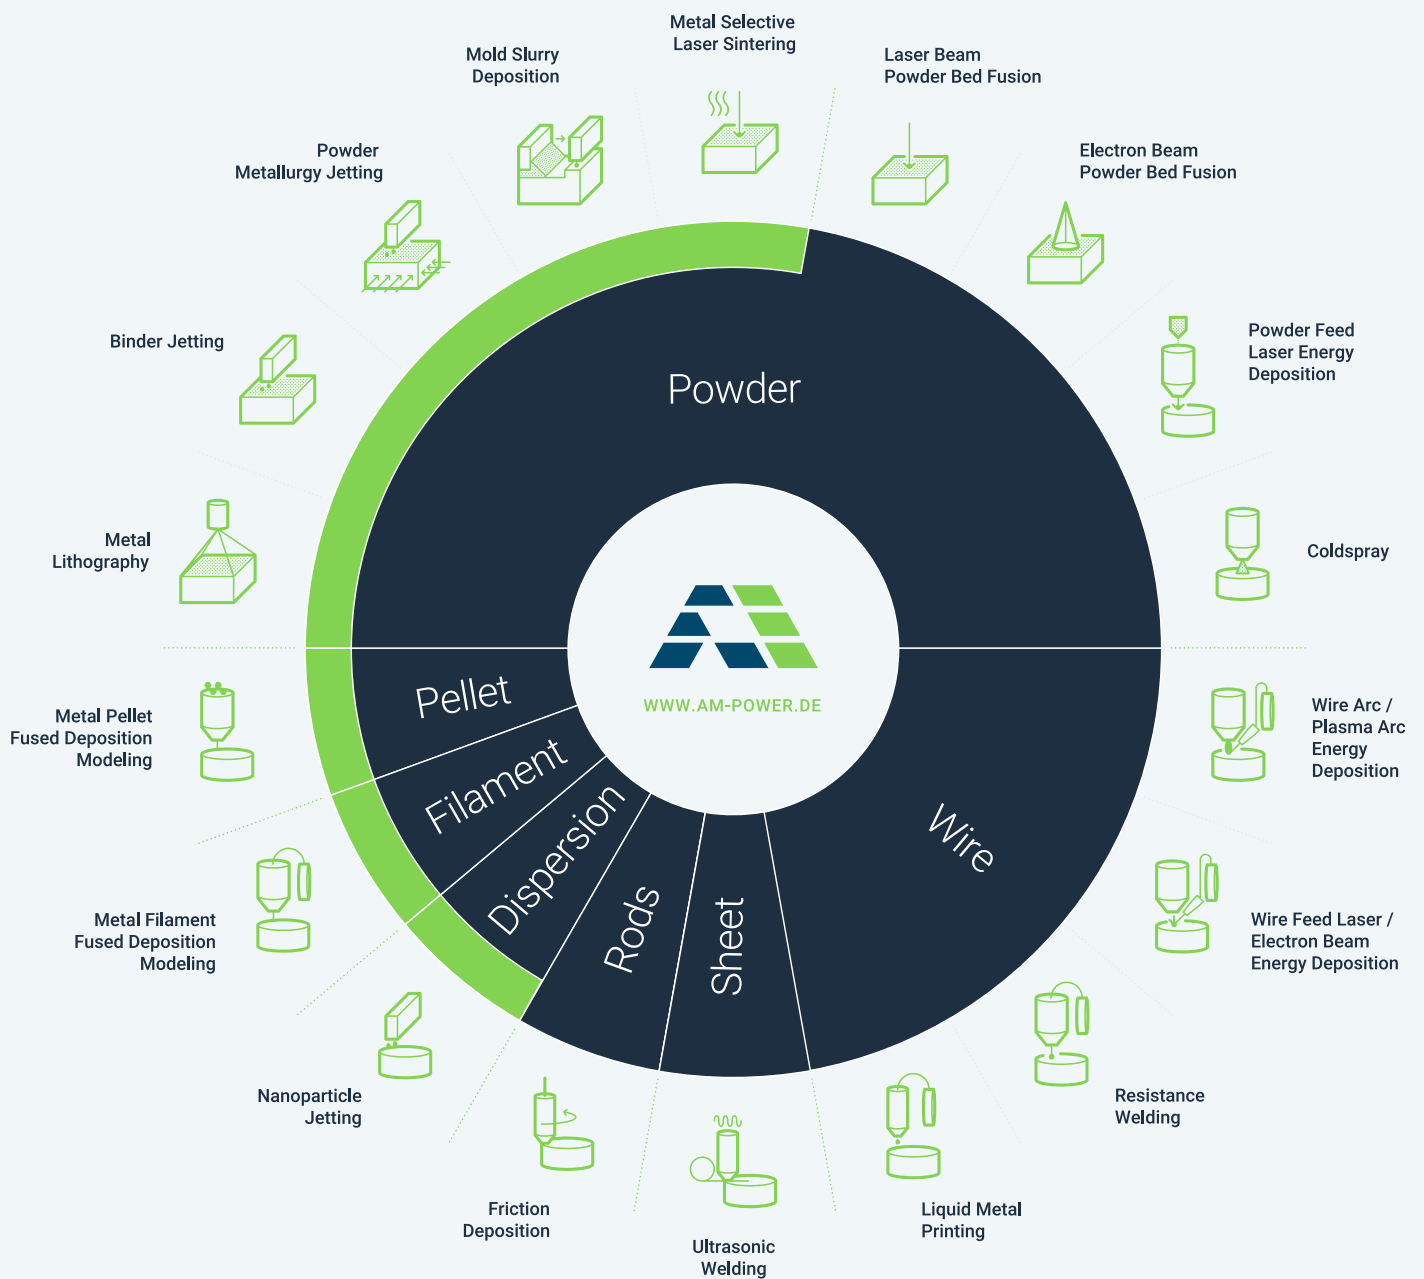 Metal Selective
Laser Sintering
Laser Beam
Powder Bed Fusion
Electron Beam
Powder Bed Fusion
Powder Feed
Laser Energy
Deposition
Coldspray
Wire Arc /
Plasma Arc
Energy
Deposition
Wire Feed Laser /
Electron Beam
Energy Deposition
Resistance
Welding
Liquid Metal
Printing
Ultrasonic
Welding
Friction
Deposition
Nanoparticle
Jetting
Metal Filament
Fused Deposition
Modeling
Metal Pellet
Fused Deposition
Modeling
Metal
Lithography
Binder Jetting
Powder
Metallurgy Jetting
Mold Slurry
Deposition
Powder
Wire
Sheet
Rods
Dispersion
Filament
Pellet
WWW.AM-POWER.DE